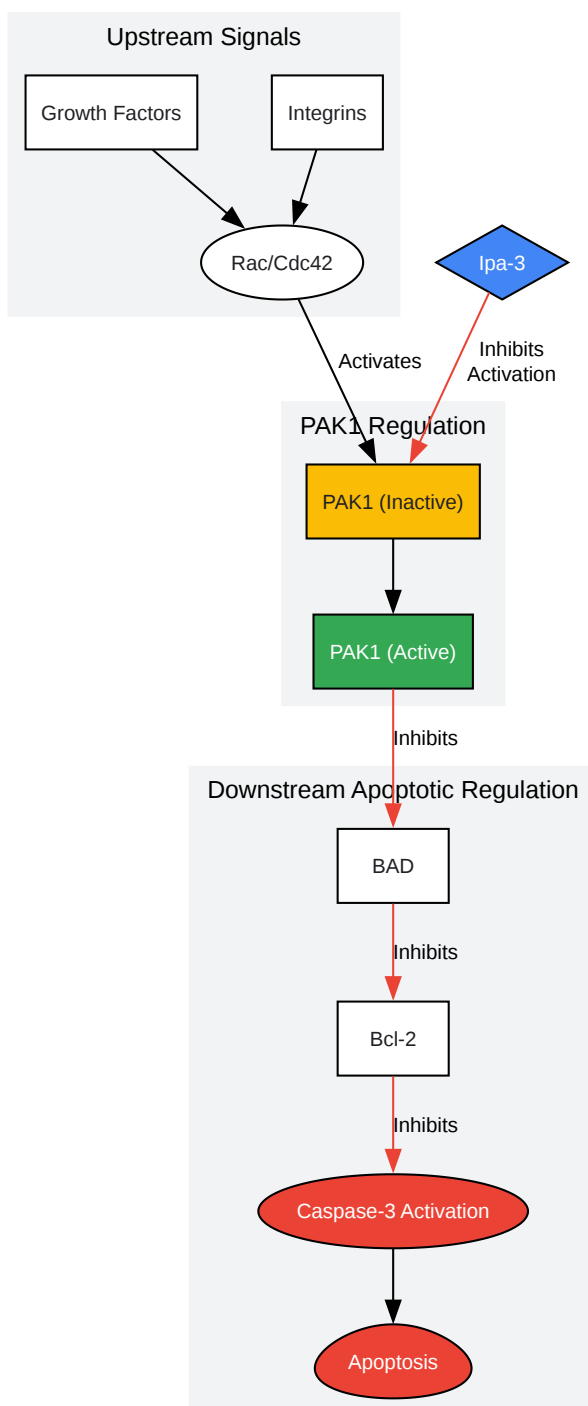 Upstream Signals
Growth Factors
Integrins
Rac/Cdc42
Ipa-3
Activates
Inhibits
Activation
PAK1 Regulation
PAK1 (Inactive)
PAK1 (Active)
Inhibits
Downstream Apoptotic Regulation
BAD
Inhibits
Bcl-2
Inhibits
Caspase-3 Activation
Apoptosis